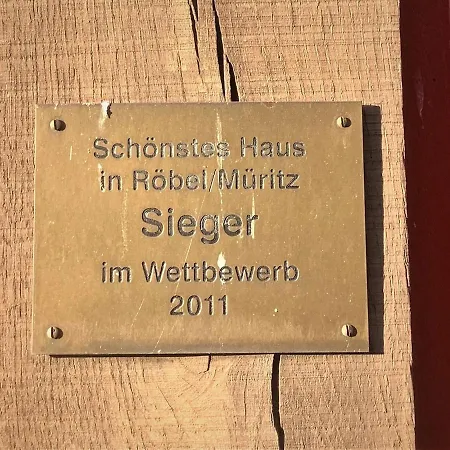 Schönstes Haus
in Röbel/Müritz
Sieger
im Wettbewerb
2011